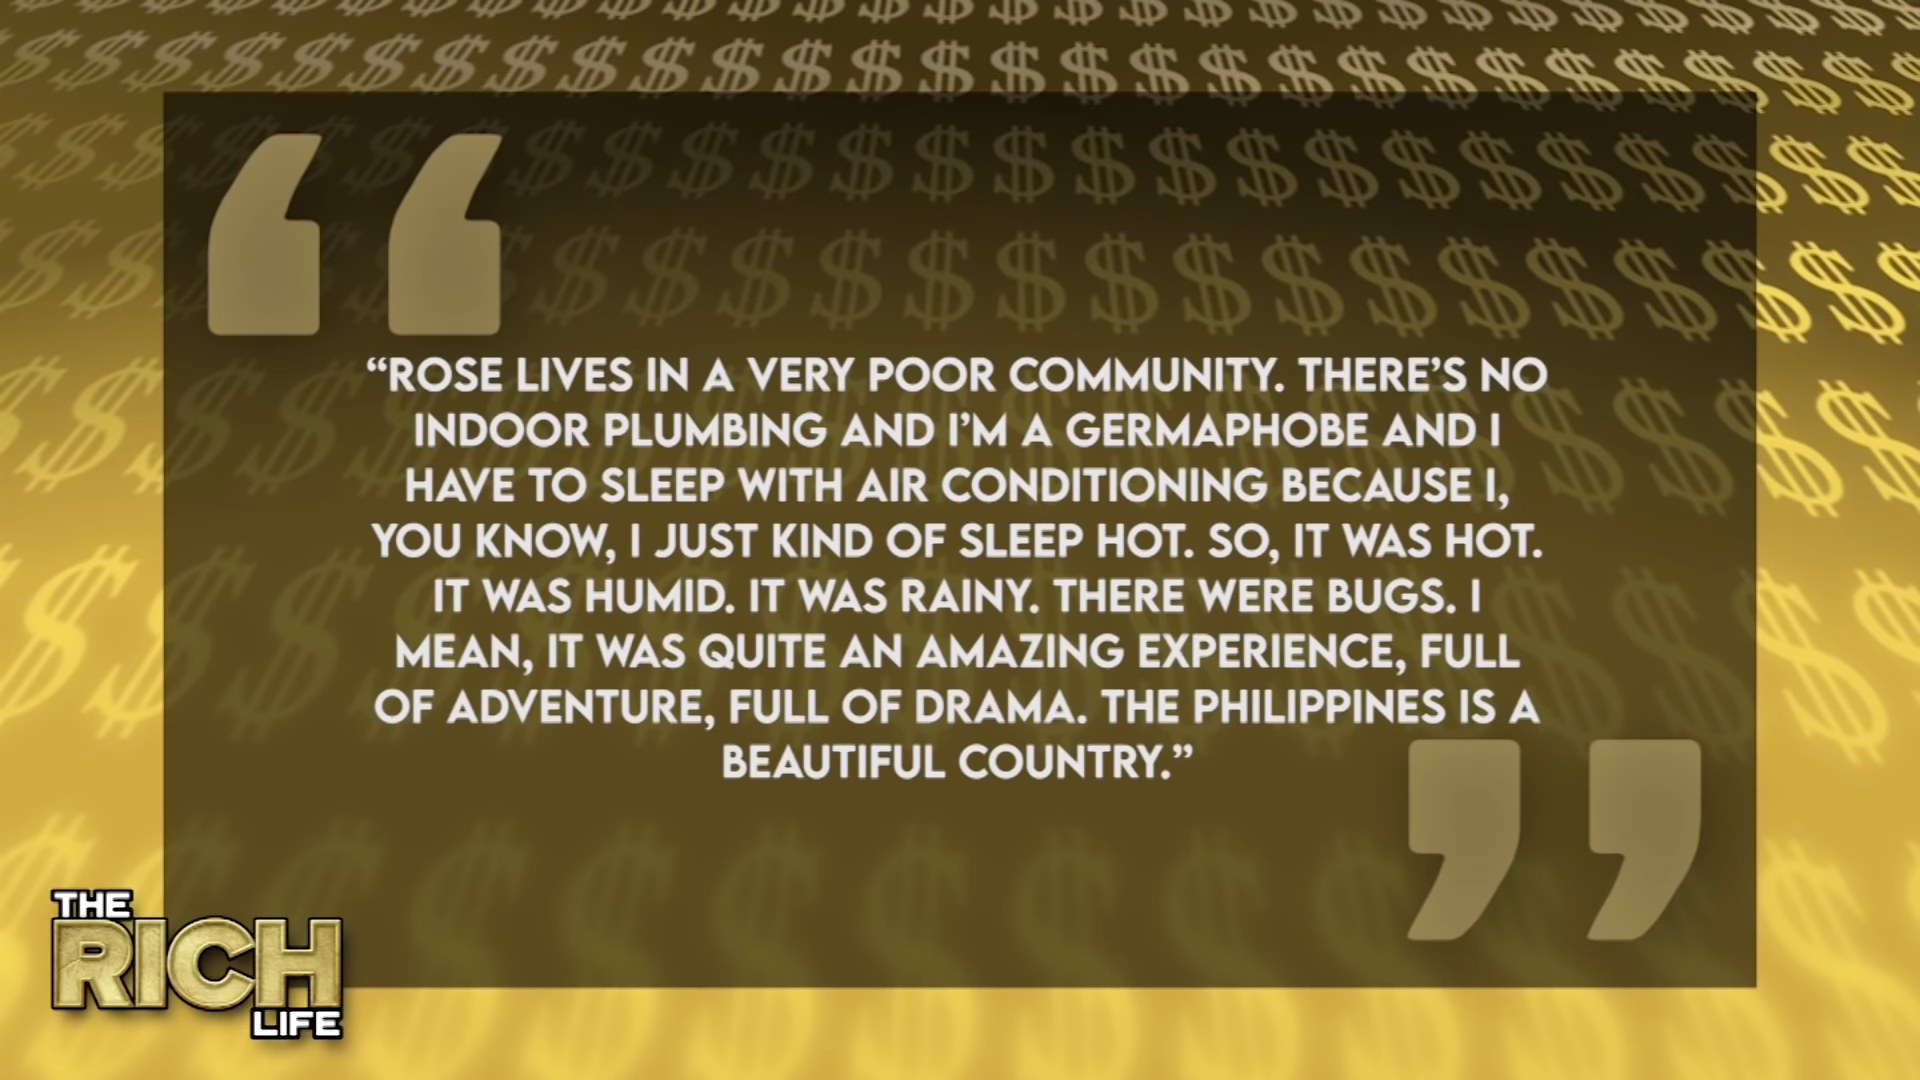 “ROSE LIVES IN A VERY POOR COMMUNITY. THERE’S NO
INDOOR PLUMBING AND I’M A GERMAPHOBE AND I
HAVE TO SLEEP WITH AIR CONDITIONING BECAUSE I,
YOU KNOW, I JUST KIND OF SLEEP HOT. SO, IT WAS HOT.
IT WAS HUMID. IT WAS RAINY. THERE WERE BUGS. I
MEAN, IT WAS QUITE AN AMAZING EXPERIENCE, FULL
OF ADVENTURE, FULL OF DRAMA. THE PHILIPPINES IS A
BEAUTIFUL COUNTRY.”
THE
RICH
LIFE